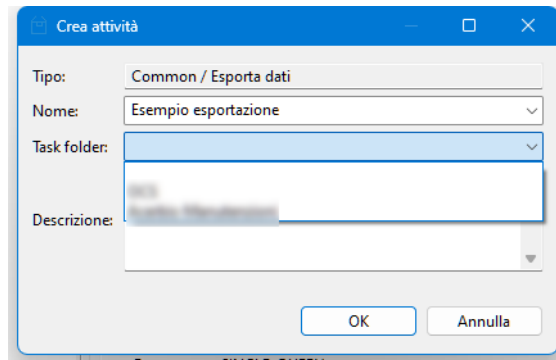 Crea attività
Tipo: Common / Esporta dati
Nome: Esempio esportazione
Task folder:
Descrizione:
OK Annulla